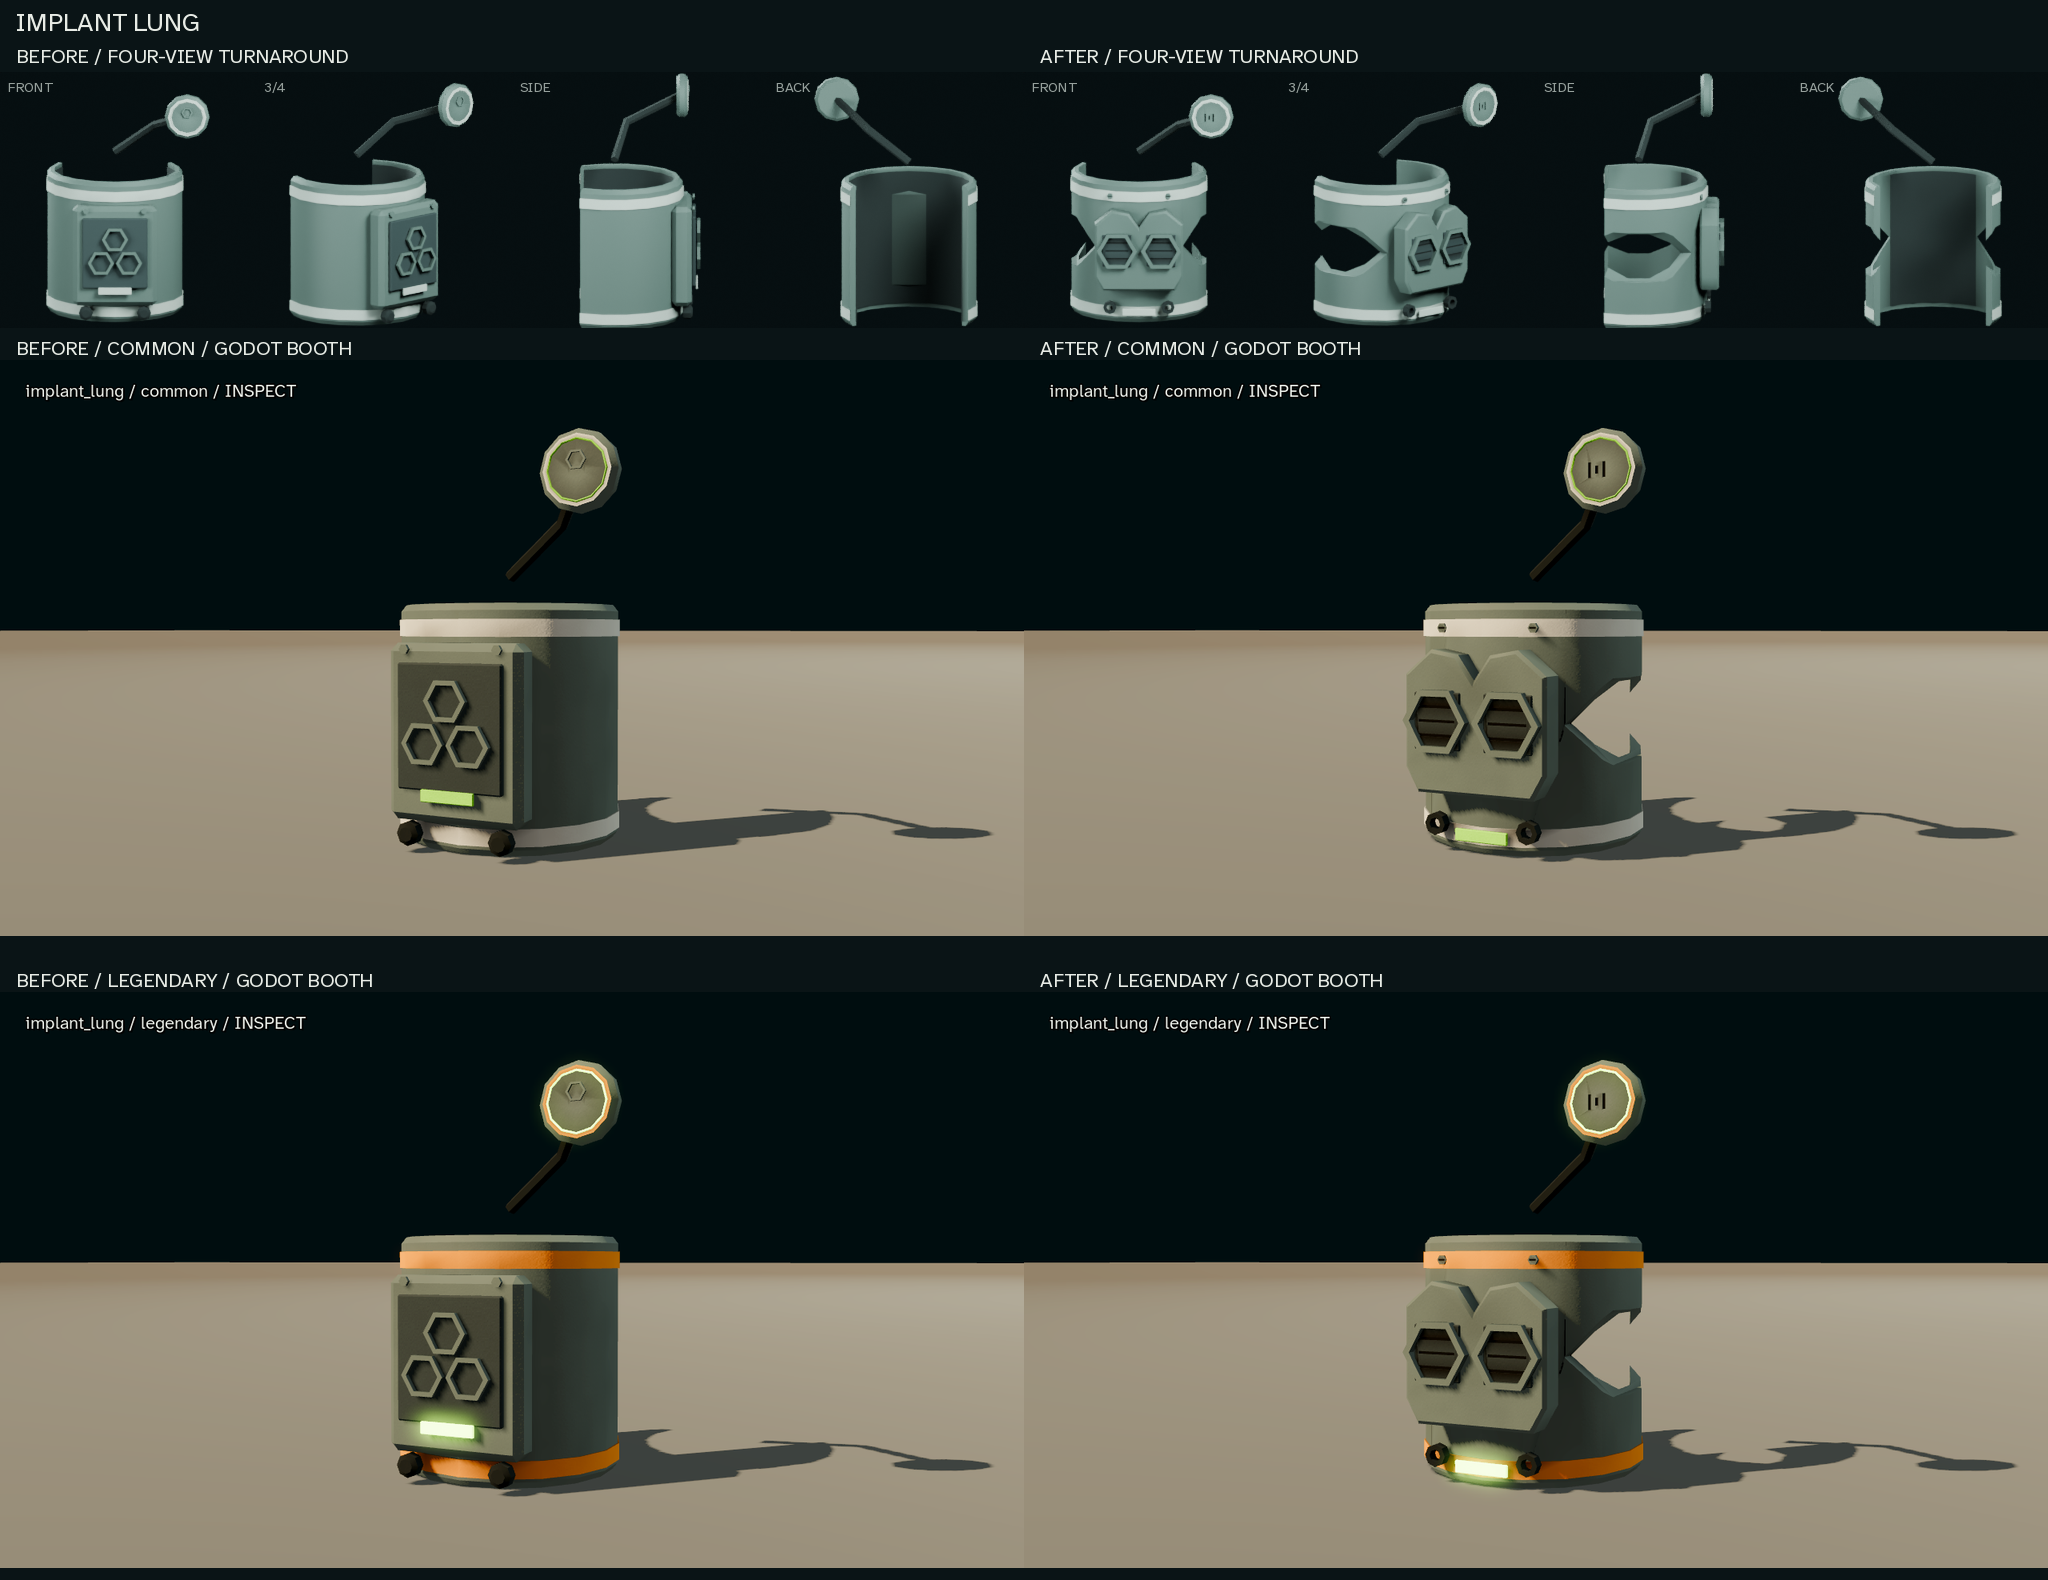 IMPLANT LUNG
BEFORE / FOUR-VIEW TURNAROUND
AFTER / FOUR-VIEW TURNAROUND
FRONT
3/4
SIDE
BACK
FRONT
3/4
SIDE
BACK
BEFORE / COMMON / GODOT BOOTH
AFTER / COMMON / GODOT BOOTH
implant_lung / common / INSPECT
implant_lung / common / INSPECT
BEFORE / LEGENDARY / GODOT BOOTH
AFTER / LEGENDARY / GODOT BOOTH
implant_lung / legendary / INSPECT
implant_lung / legendary / INSPECT